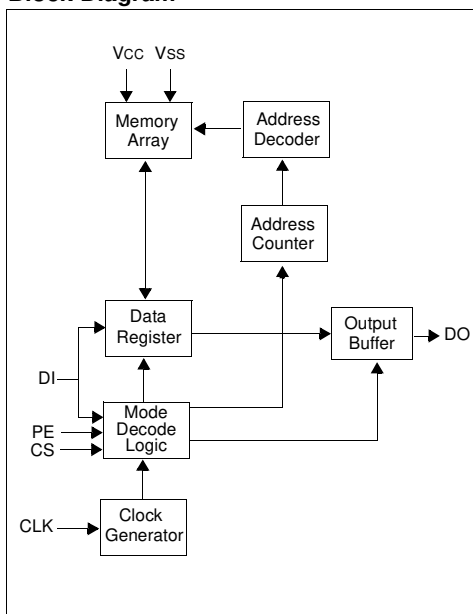 Block Diagram
VCC VSS
Memory
Array
Address
Decoder
Address
Counter
Data
Register
Output
Buffer
DO
DI
Mode
Decode
Logic
PE
CS
CLK
Clock
Generator